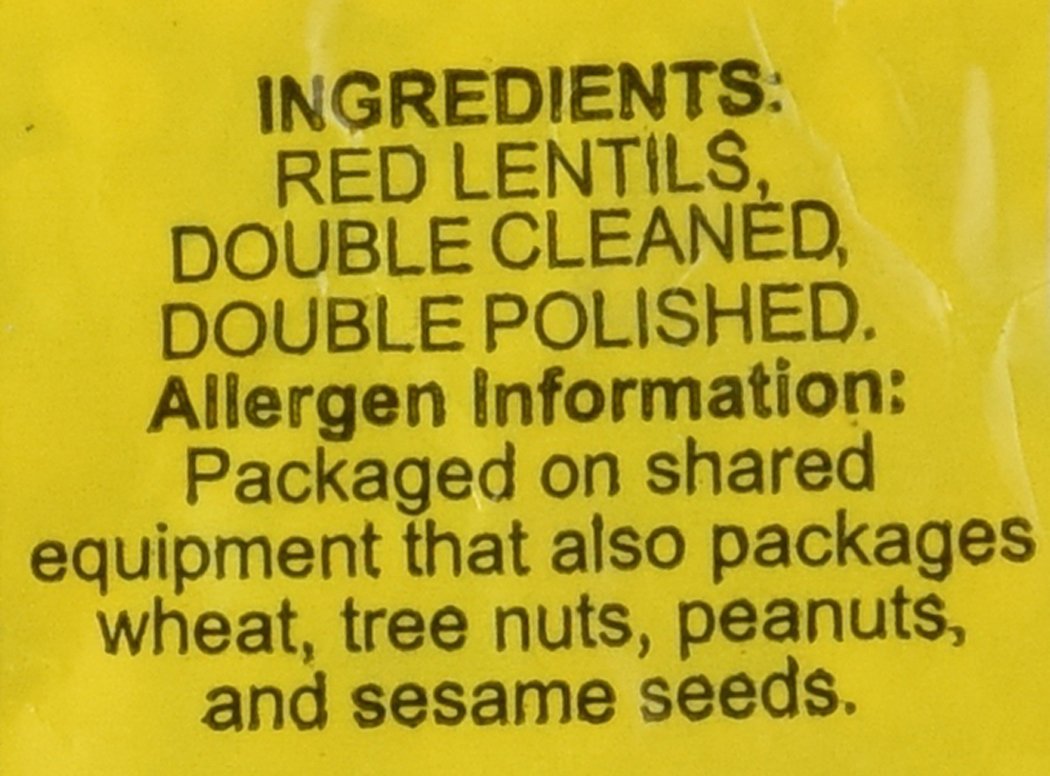 INGREDIENTS:
RED LENTILS,
DOUBLE CLEANED,
DOUBLE POLISHED.
Allergen Information:
Packaged on shared
equipment that also packages
wheat, tree nuts, peanuts,
and sesame seeds.